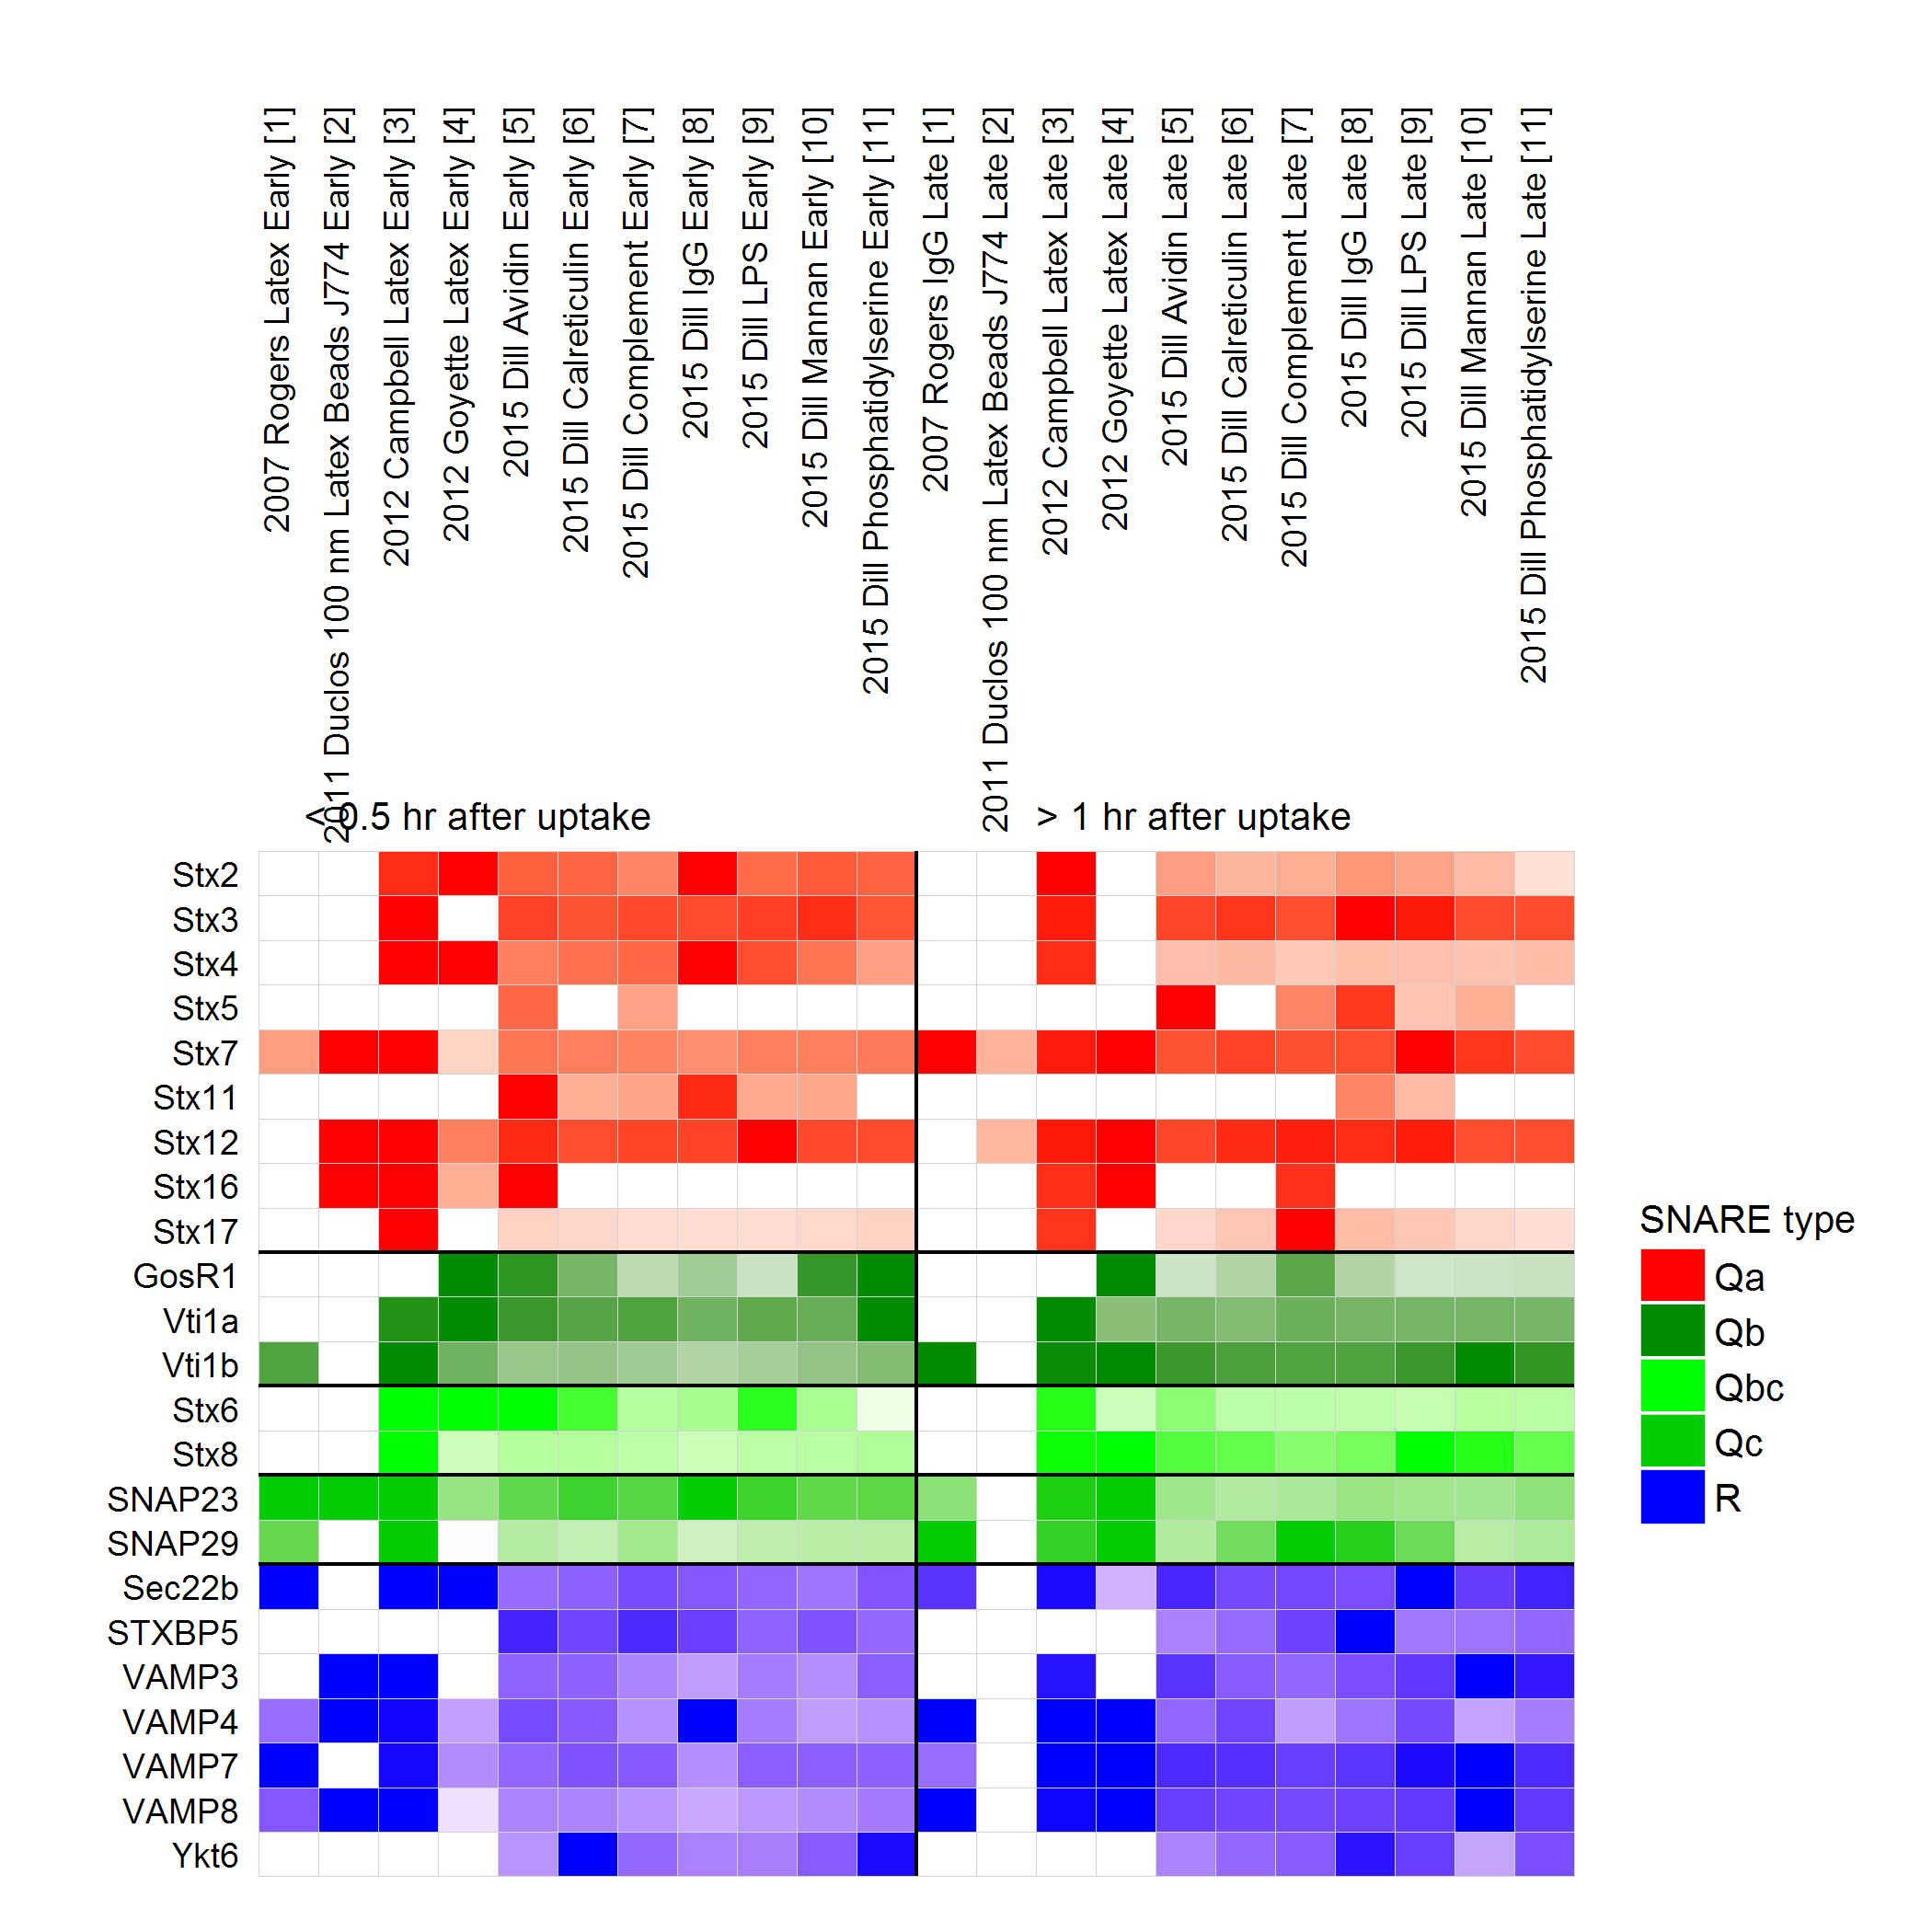 2007 Rogers Latex Early [1]
2011 Duclos 100 nm Latex Beads J774 Early [2]
2012 Campbell Latex Early [3]
2012 Goyette Latex Early [4]
2015 Dill Avidin Early [5]
2015 Dill Calreticulin Early [6]
2015 Dill Complement Early [7]
2015 Dill IgG Early [8]
2015 Dill LPS Early [9]
2015 Dill Mannan Early [10]
2015 Dill Phosphatidylserine Early [11]
2007 Rogers IgG Late [1]
2011 Duclos 100 nm Latex Beads J774 Late [2]
2012 Campbell Latex Late [3]
2012 Goyette Latex Late [4]
2015 Dill Avidin Late [5]
2015 Dill Calreticulin Late [6]
2015 Dill Complement Late [7]
2015 Dill IgG Late [8]
2015 Dill LPS Late [9]
2015 Dill Mannan Late [10]
2015 Dill Phosphatidylserine Late [11]
< 0.5 hr after uptake
> 1 hr after uptake
Stx2
Stx3
Stx4
Stx5
Stx7
Stx11
Stx12
Stx16
Stx17
GosR1
Vti1a
Vti1b
Stx6
Stx8
SNAP23
SNAP29
Sec22b
STXBP5
VAMP3
VAMP4
VAMP7
VAMP8
Ykt6
SNARE type
Qa
Qb
Qbc
Qc
R